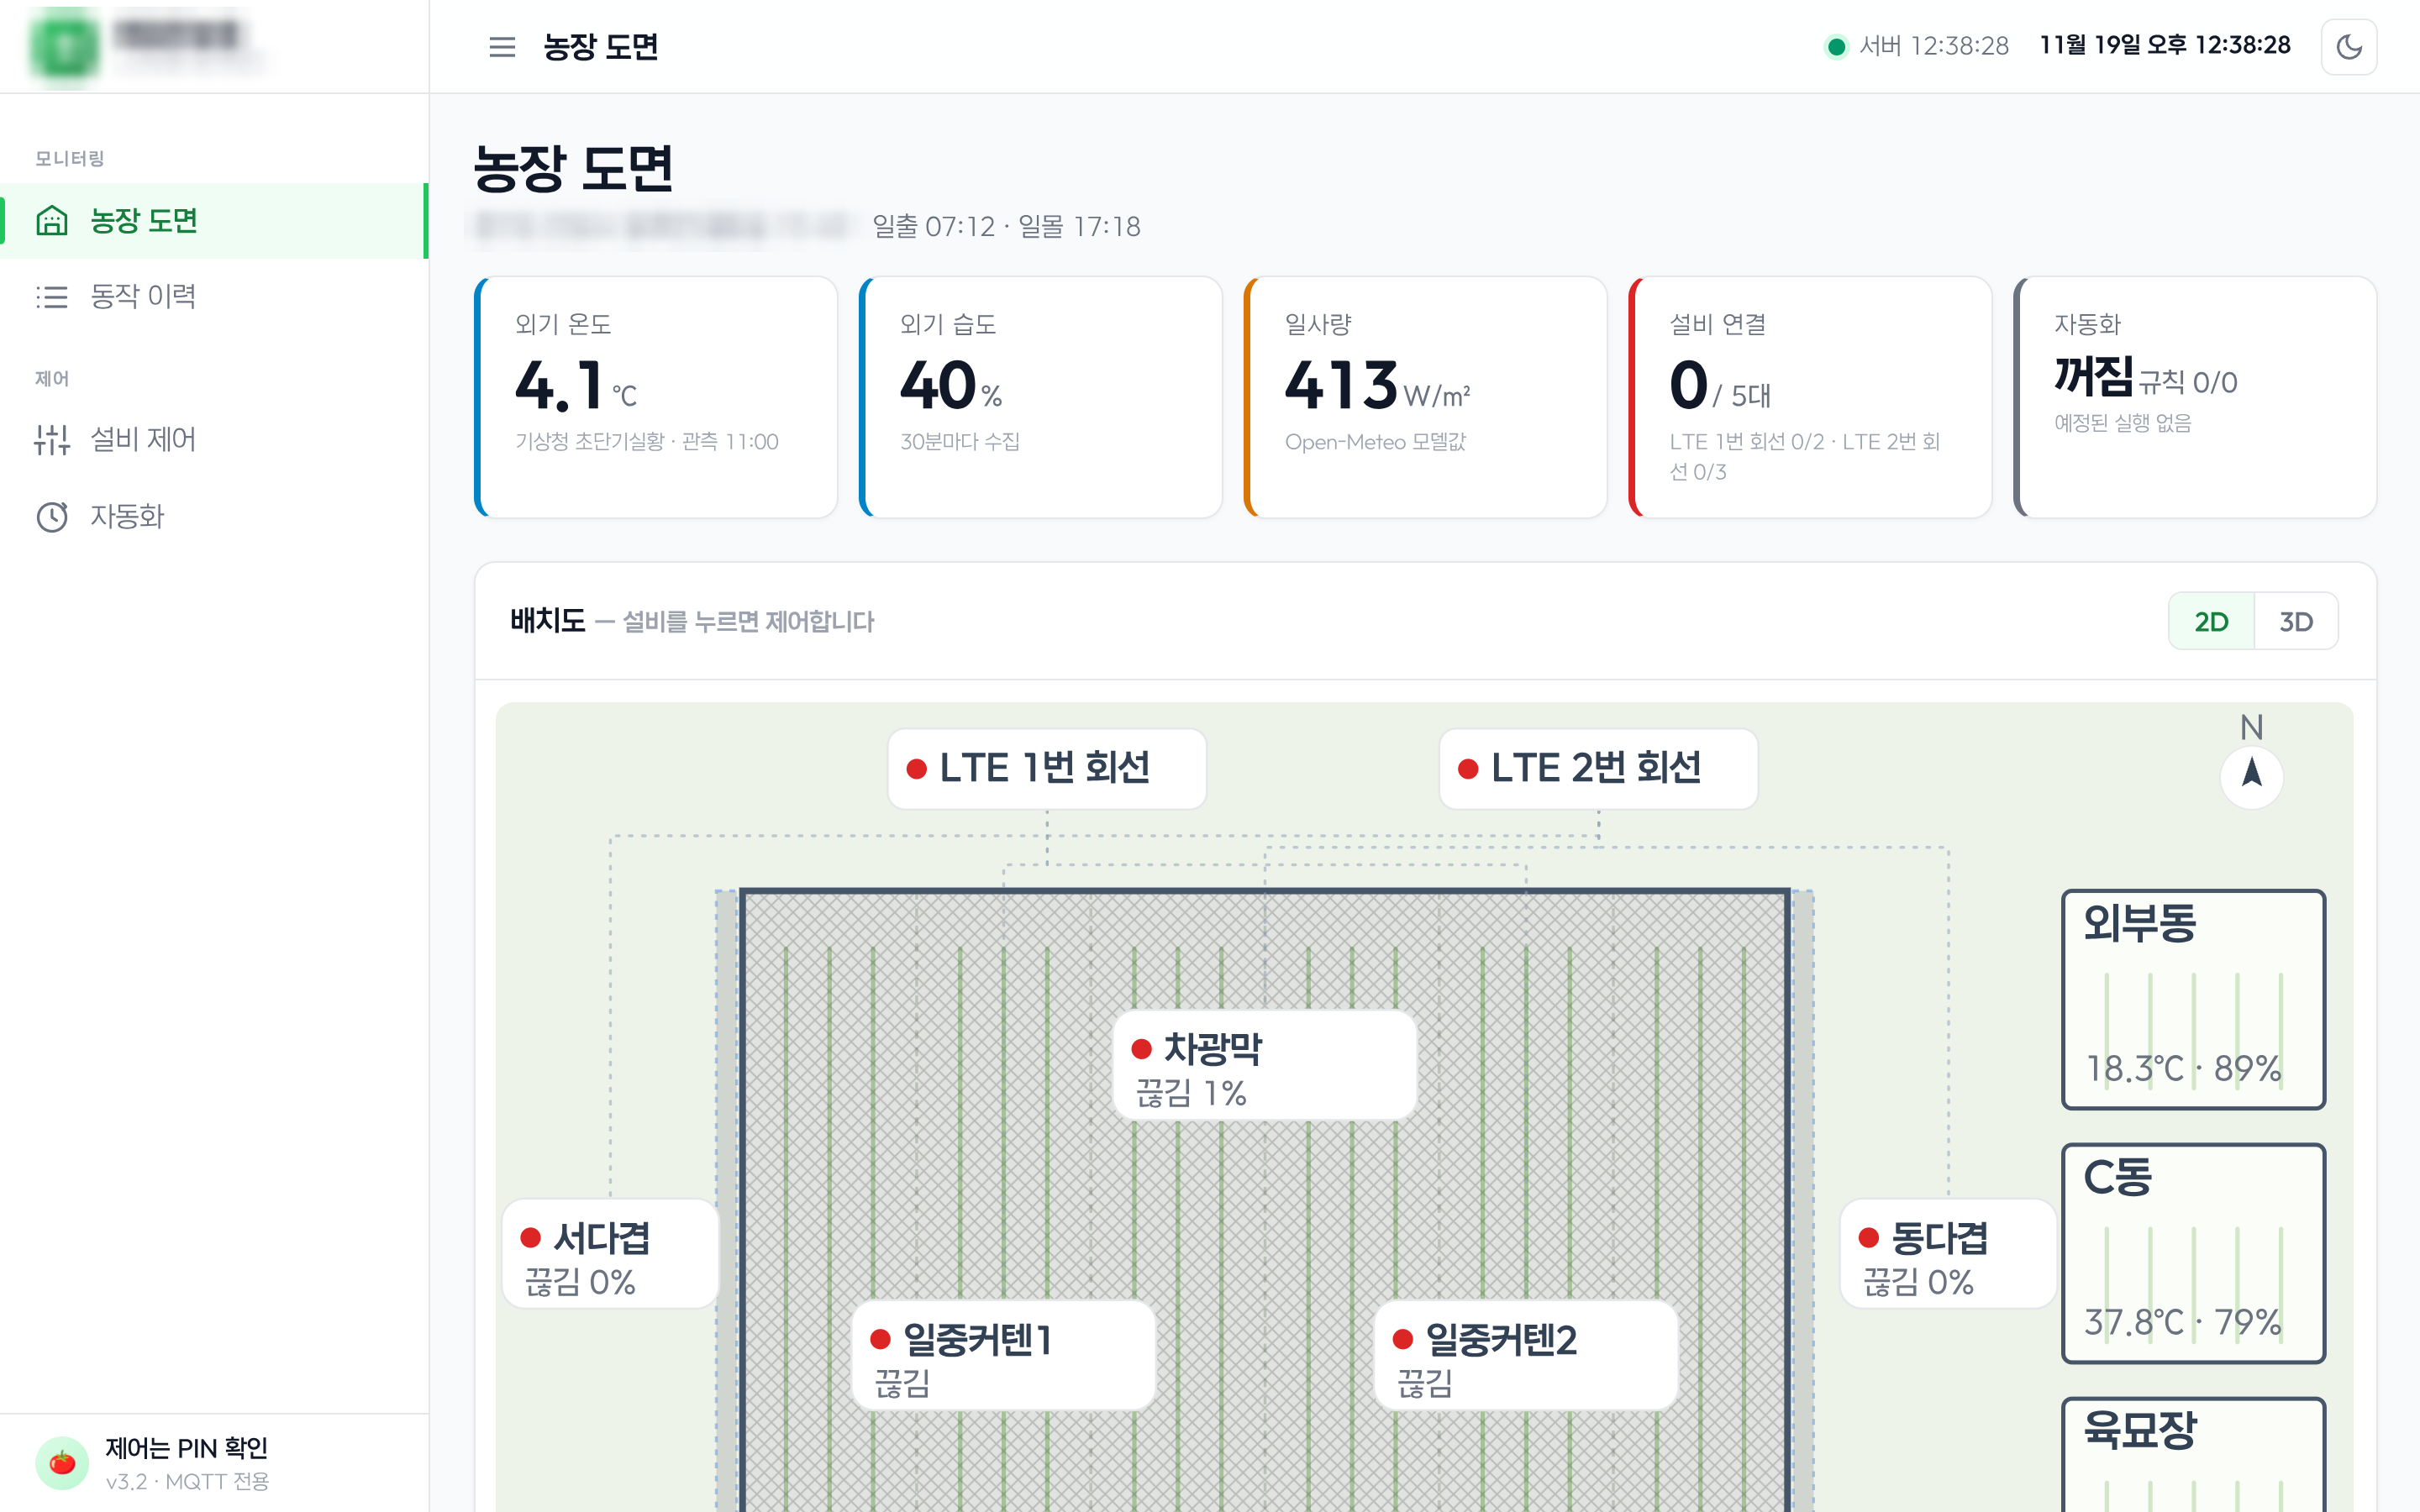 농장 도면
서버 12:38:28
11월 19일 오후 12:38:28
모니터링
농장 도면
동작 이력
제어
설비 제어
자동화
제어는 PIN 확인
v3.2 · MQTT 전용
농장 도면
일출 07:12 · 일몰 17:18
외기 온도
4.1 ℃
기상청 초단기실황 · 관측 11:00
외기 습도
40 %
30분마다 수집
일사량
413 W/m²
Open-Meteo 모델값
설비 연결
0 / 5대
LTE 1번 회선 0/2 · LTE 2번 회
선 0/3
자동화
꺼짐 규칙 0/0
예정된 실행 없음
배치도 — 설비를 누르면 제어합니다
2D
3D
LTE 1번 회선
LTE 2번 회선
N
외부동
18.3℃ · 89%
차광막
끊김 1%
C동
37.8℃ · 79%
서다겹
끊김 0%
동다겹
끊김 0%
일중커텐1
끊김
일중커텐2
끊김
육묘장